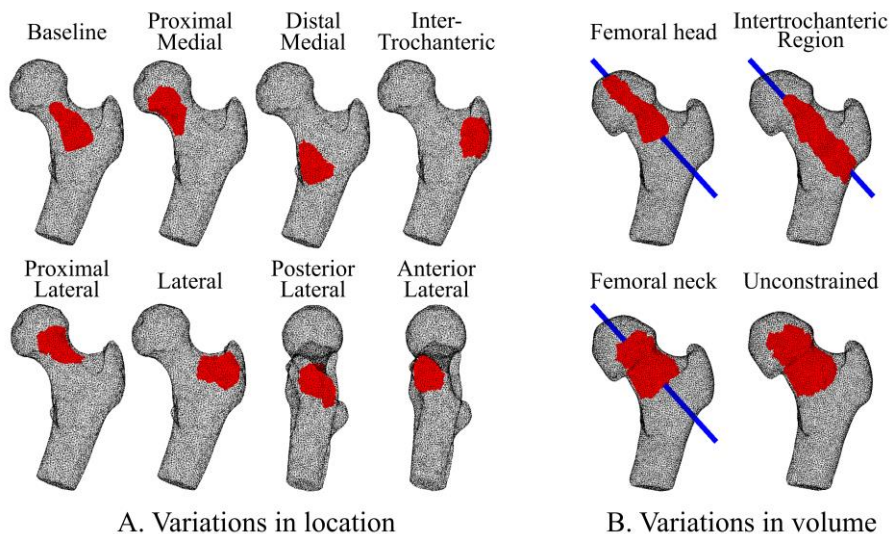 Baseline
Proximal
Medial
Distal
Medial
Inter-
Trochanteric
Femoral head
Intertrochanteric
Region
Proximal
Lateral
Lateral
Posterior
Lateral
Anterior
Lateral
Femoral neck
Unconstrained
A. Variations in location
B. Variations in volume